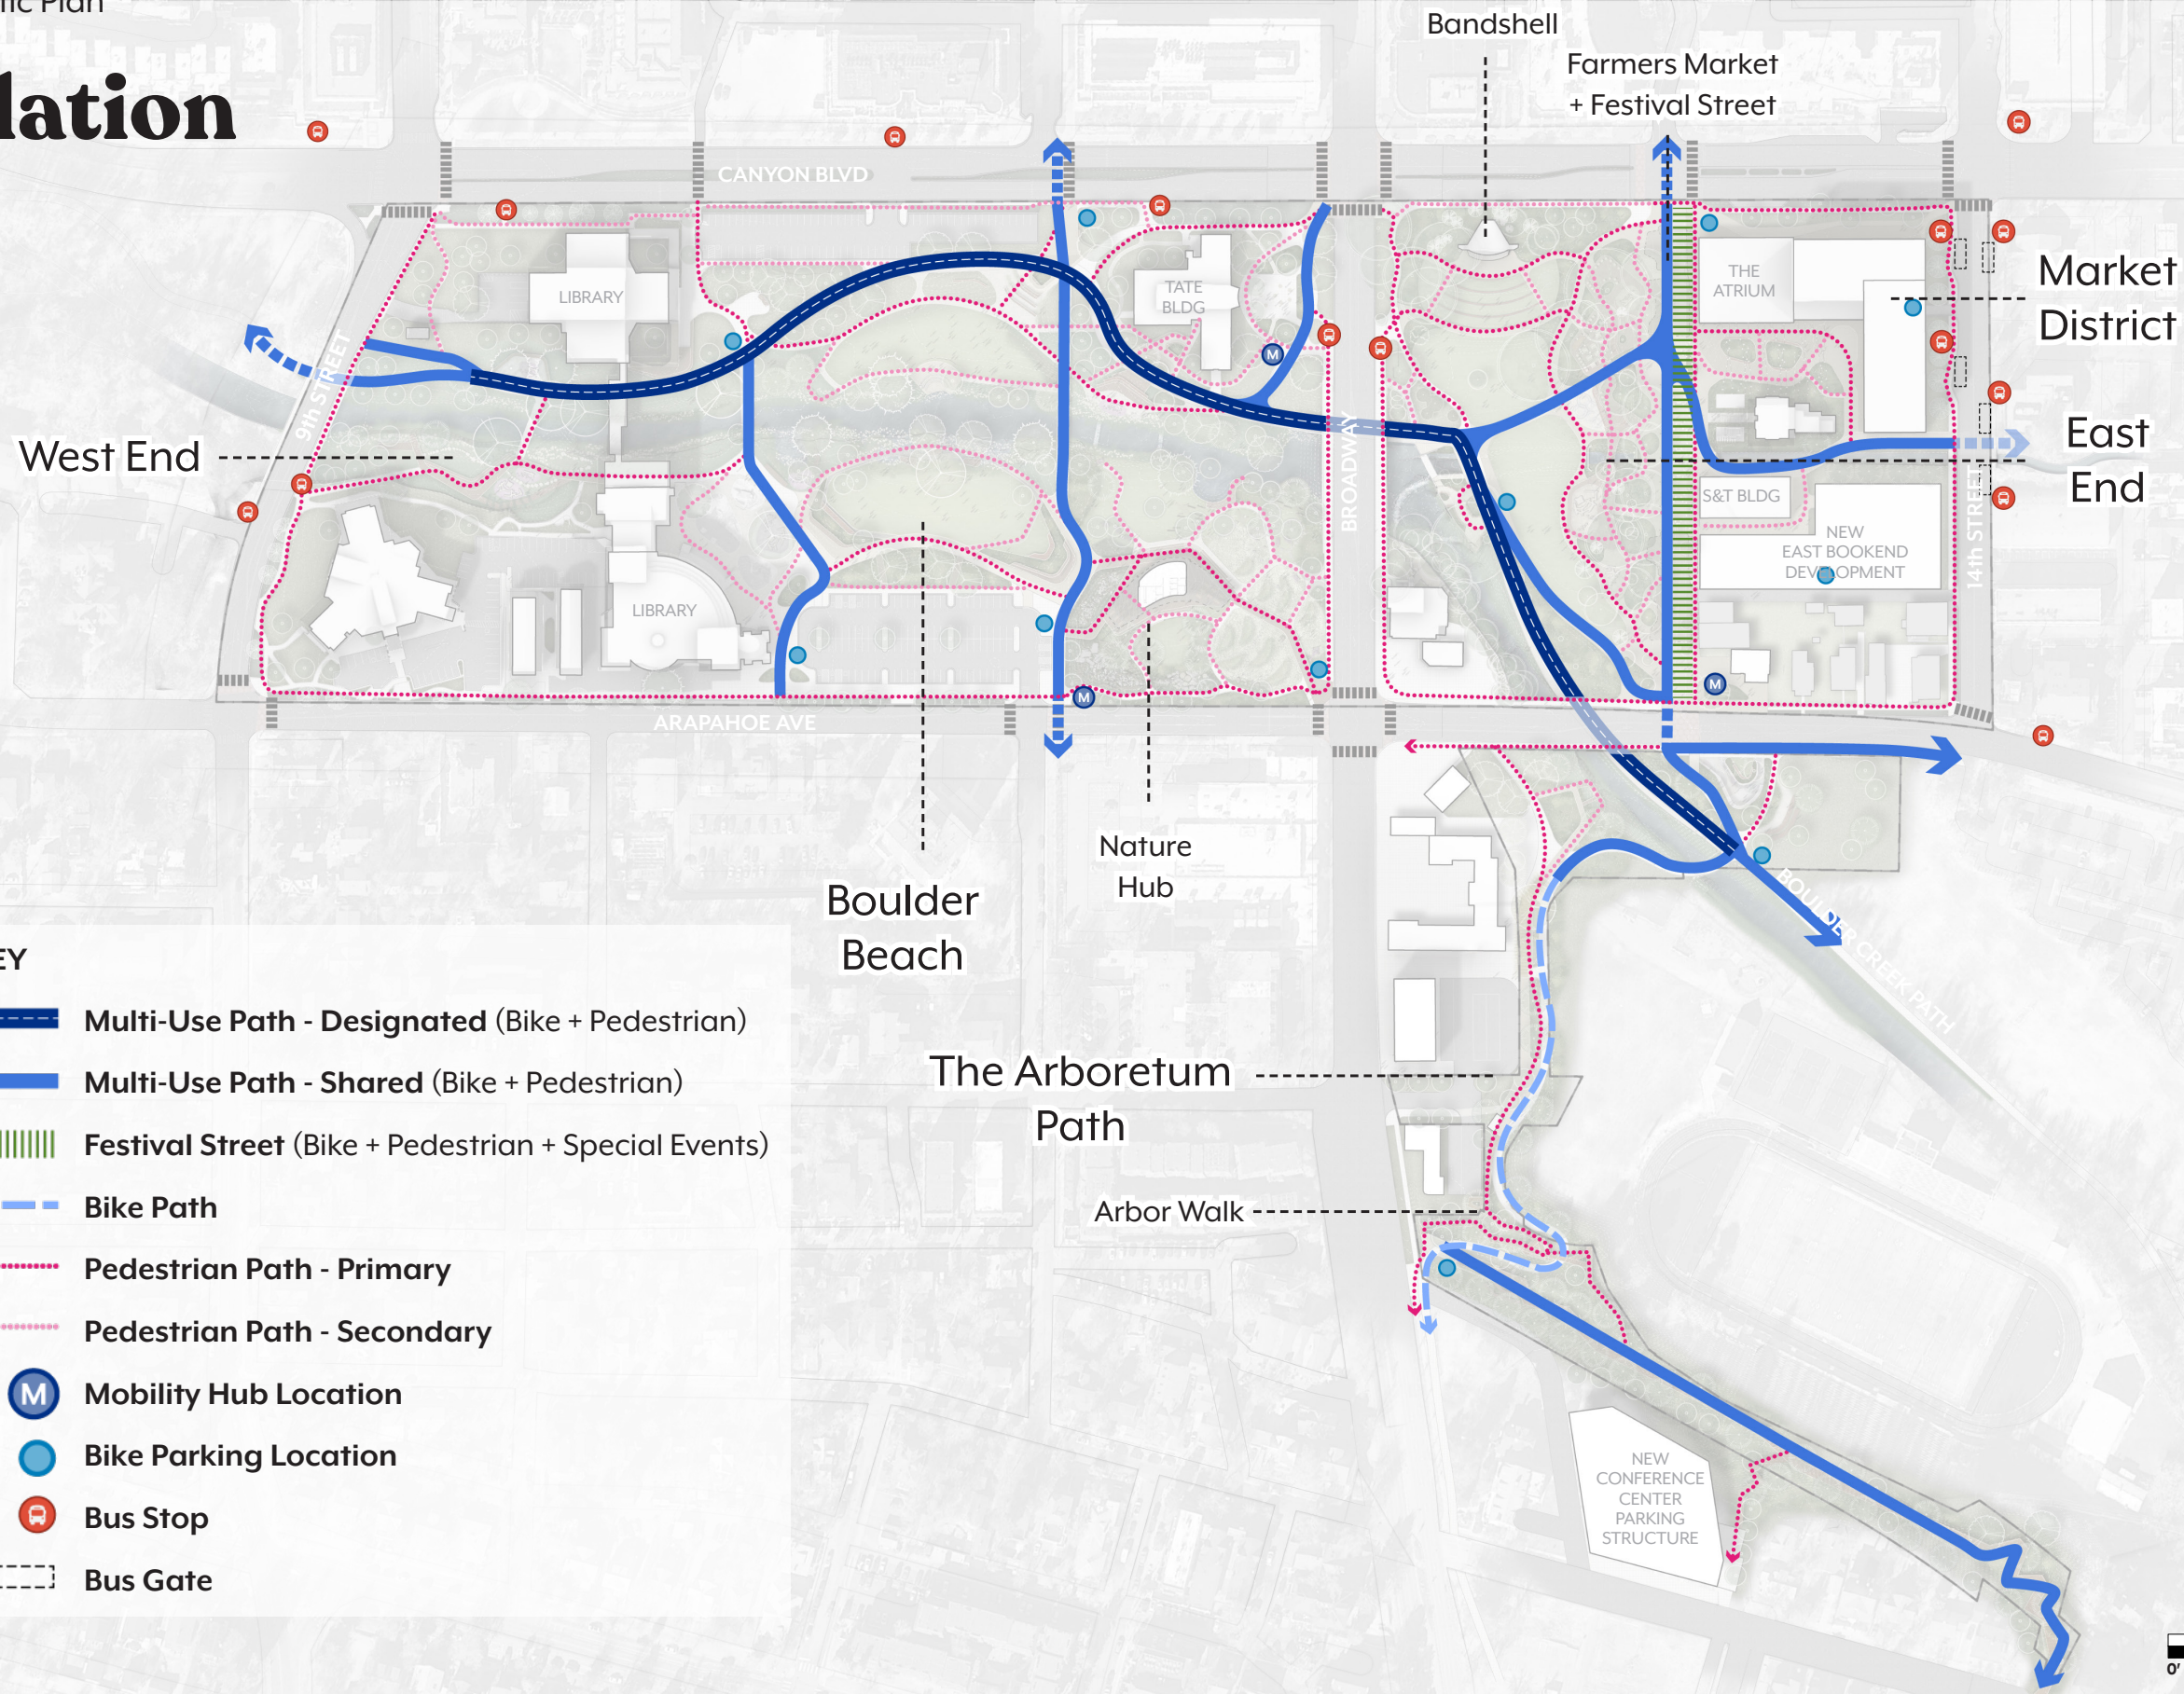 tic Plan
lation
Bandshell
Farmers Market
+ Festival Street
CANYON BLVD
LIBRARY
TATE
BLDG
THE
ATRIUM
Market
District
9th STREET
M
West End
BROADWAY
East
End
S&T BLDG
NEW
EAST BOOKEND
DEVELOPMENT
14th STREET
LIBRARY
M
M
ARAPAHOE AVE
Nature
Hub
Boulder
Beach
BOULDER CREEK PATH
The Arboretum
Path
Arbor Walk
NEW
CONFERENCE
CENTER
PARKING
STRUCTURE
EY
Multi-Use Path - Designated (Bike + Pedestrian)
Multi-Use Path - Shared (Bike + Pedestrian)
Festival Street (Bike + Pedestrian + Special Events)
Bike Path
Pedestrian Path - Primary
Pedestrian Path - Secondary
M Mobility Hub Location
Bike Parking Location
Bus Stop
Bus Gate
0'